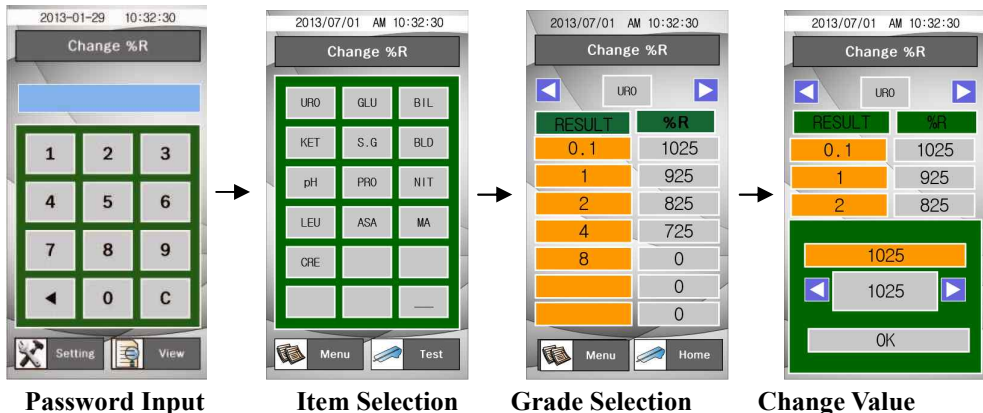 2013-01-29 10:32:30
Change %R
1 2 3
4 5 6
7 8 9
◀ 0 C
Setting View
Password Input
2013/07/01 AM 10:32:30
Change %R
URO GLU BIL
KET S.G BLD
pH PRO NIT
LEU ASA MA
CRE
__
Menu Test
Item Selection
2013/07/01 AM 10:32:30
Change %R
URO
RESULT %R
0.1 1025
1 925
2 825
4 725
8 0
0
0
Menu Home
Grade Selection
2013/07/01 AM 10:32:30
Change %R
URO
RESULT %R
0.1 1025
1 925
2 825
1025
1025
OK
Change Value